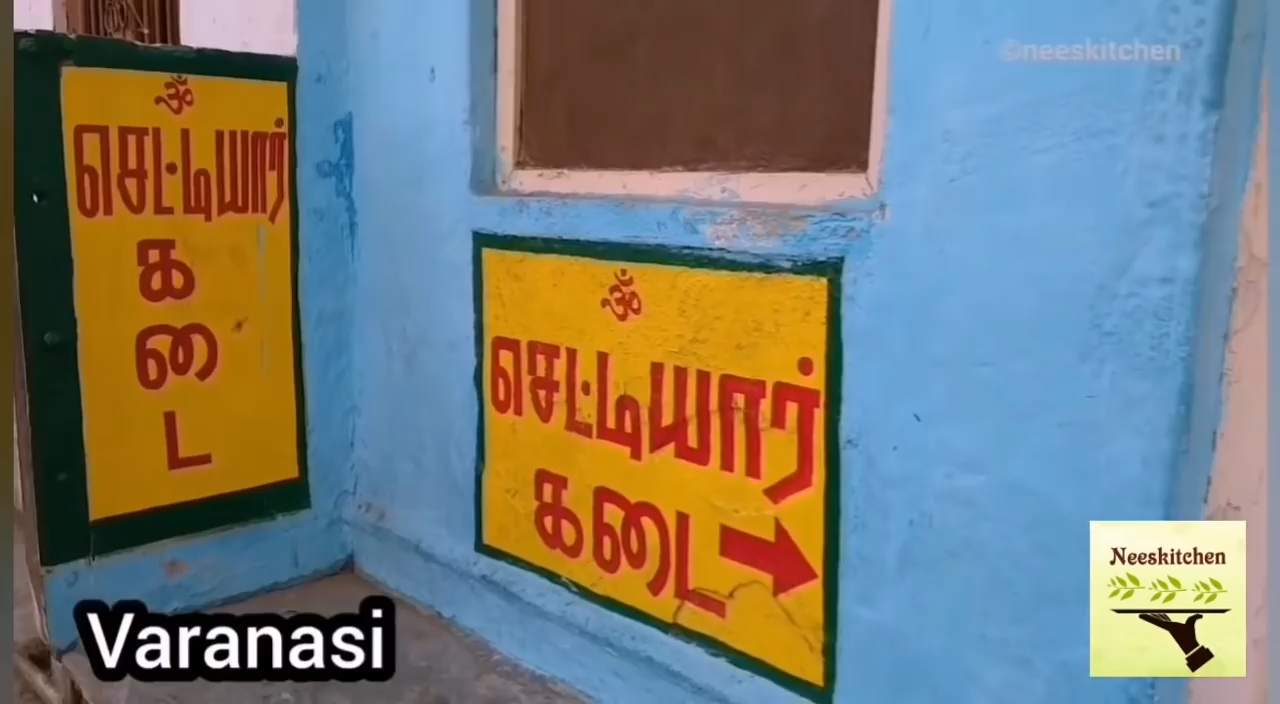 @neeskitchen
ॐ
செட்டியார்
க
டை
ॐ
செட்டியார்
கடை
Neeskitchen
Varanasi